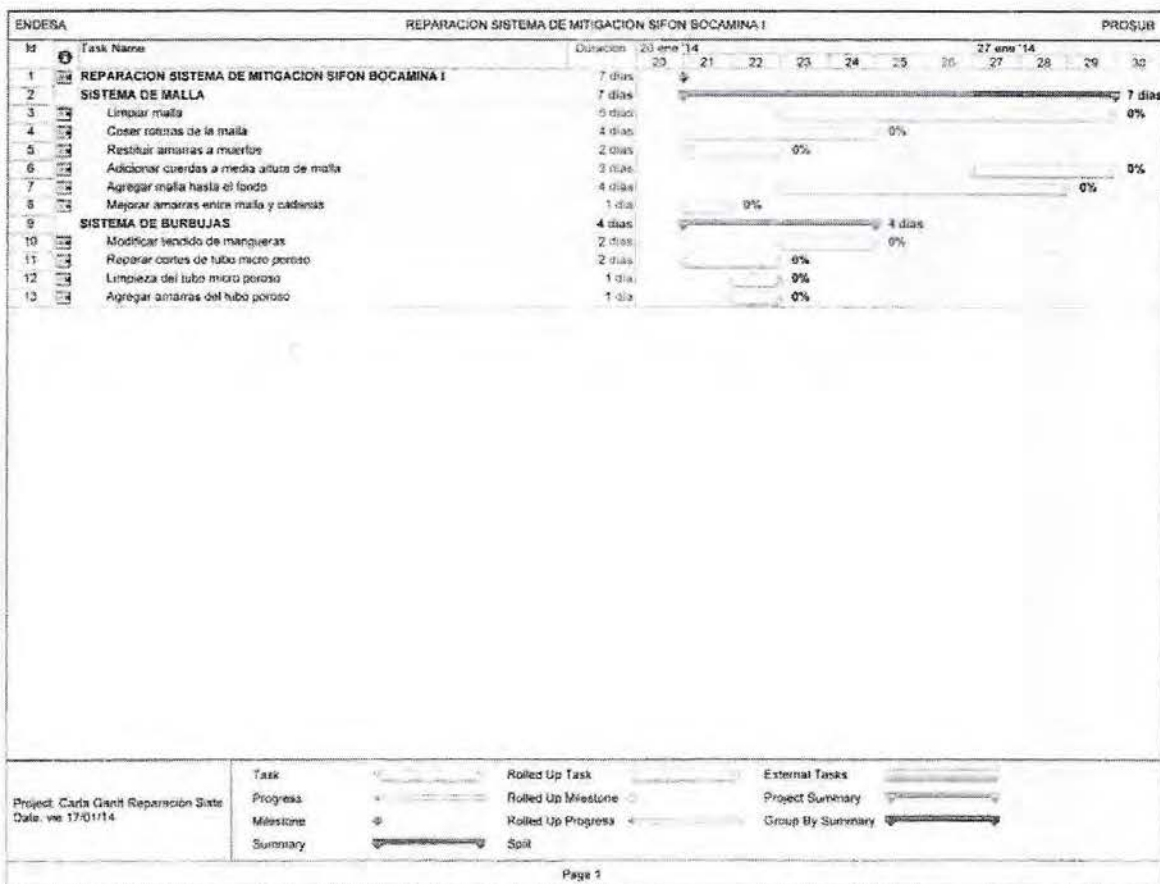 ENDESA REPARACION SISTEMA DE MITIGACION SIFON BOCAMINA I PROSUR
Id Task Name Duracion 20 ene '14 27 ene '14
20 21 22 23 24 25 26 27 28 29 30
1 REPARACION SISTEMA DE MITIGACION SIFON BOCAMINA I 7 dias
2 SISTEMA DE MALLA 7 dias 7 dias
3 Limpiar malla dias 0%
4 Coser roturas de la malla 4 dias 0%
5 Restituir amarras a muertos 2 dias 0%
6 Adicionar cuerdas a media altura de malla 3 dias 0%
7 Agregar malla hasta el fondo 4 dias 0%
8 Mejorar amarras entre malla y cadenas 1 dia 0%
9 SISTEMA DE BURBUJAS 4 dias 4 dias
10 Modificar tendido de mangueras 2 dias 0%
11 Reparar cortes de tubo micro poroso 2 dias 0%
12 Limpieza del tubo micro poroso 1 dia 0%
13 Agregar amarras del tubo poroso 1 dia 0%
Project: Carta Gantt Reparación Siste
Date: vie 17/01/14
Task Rolled Up Task External Tasks
Progress Rolled Up Milestone Project Summary
Milestone Rolled Up Progress Group By Summary
Summary Split
Page 1